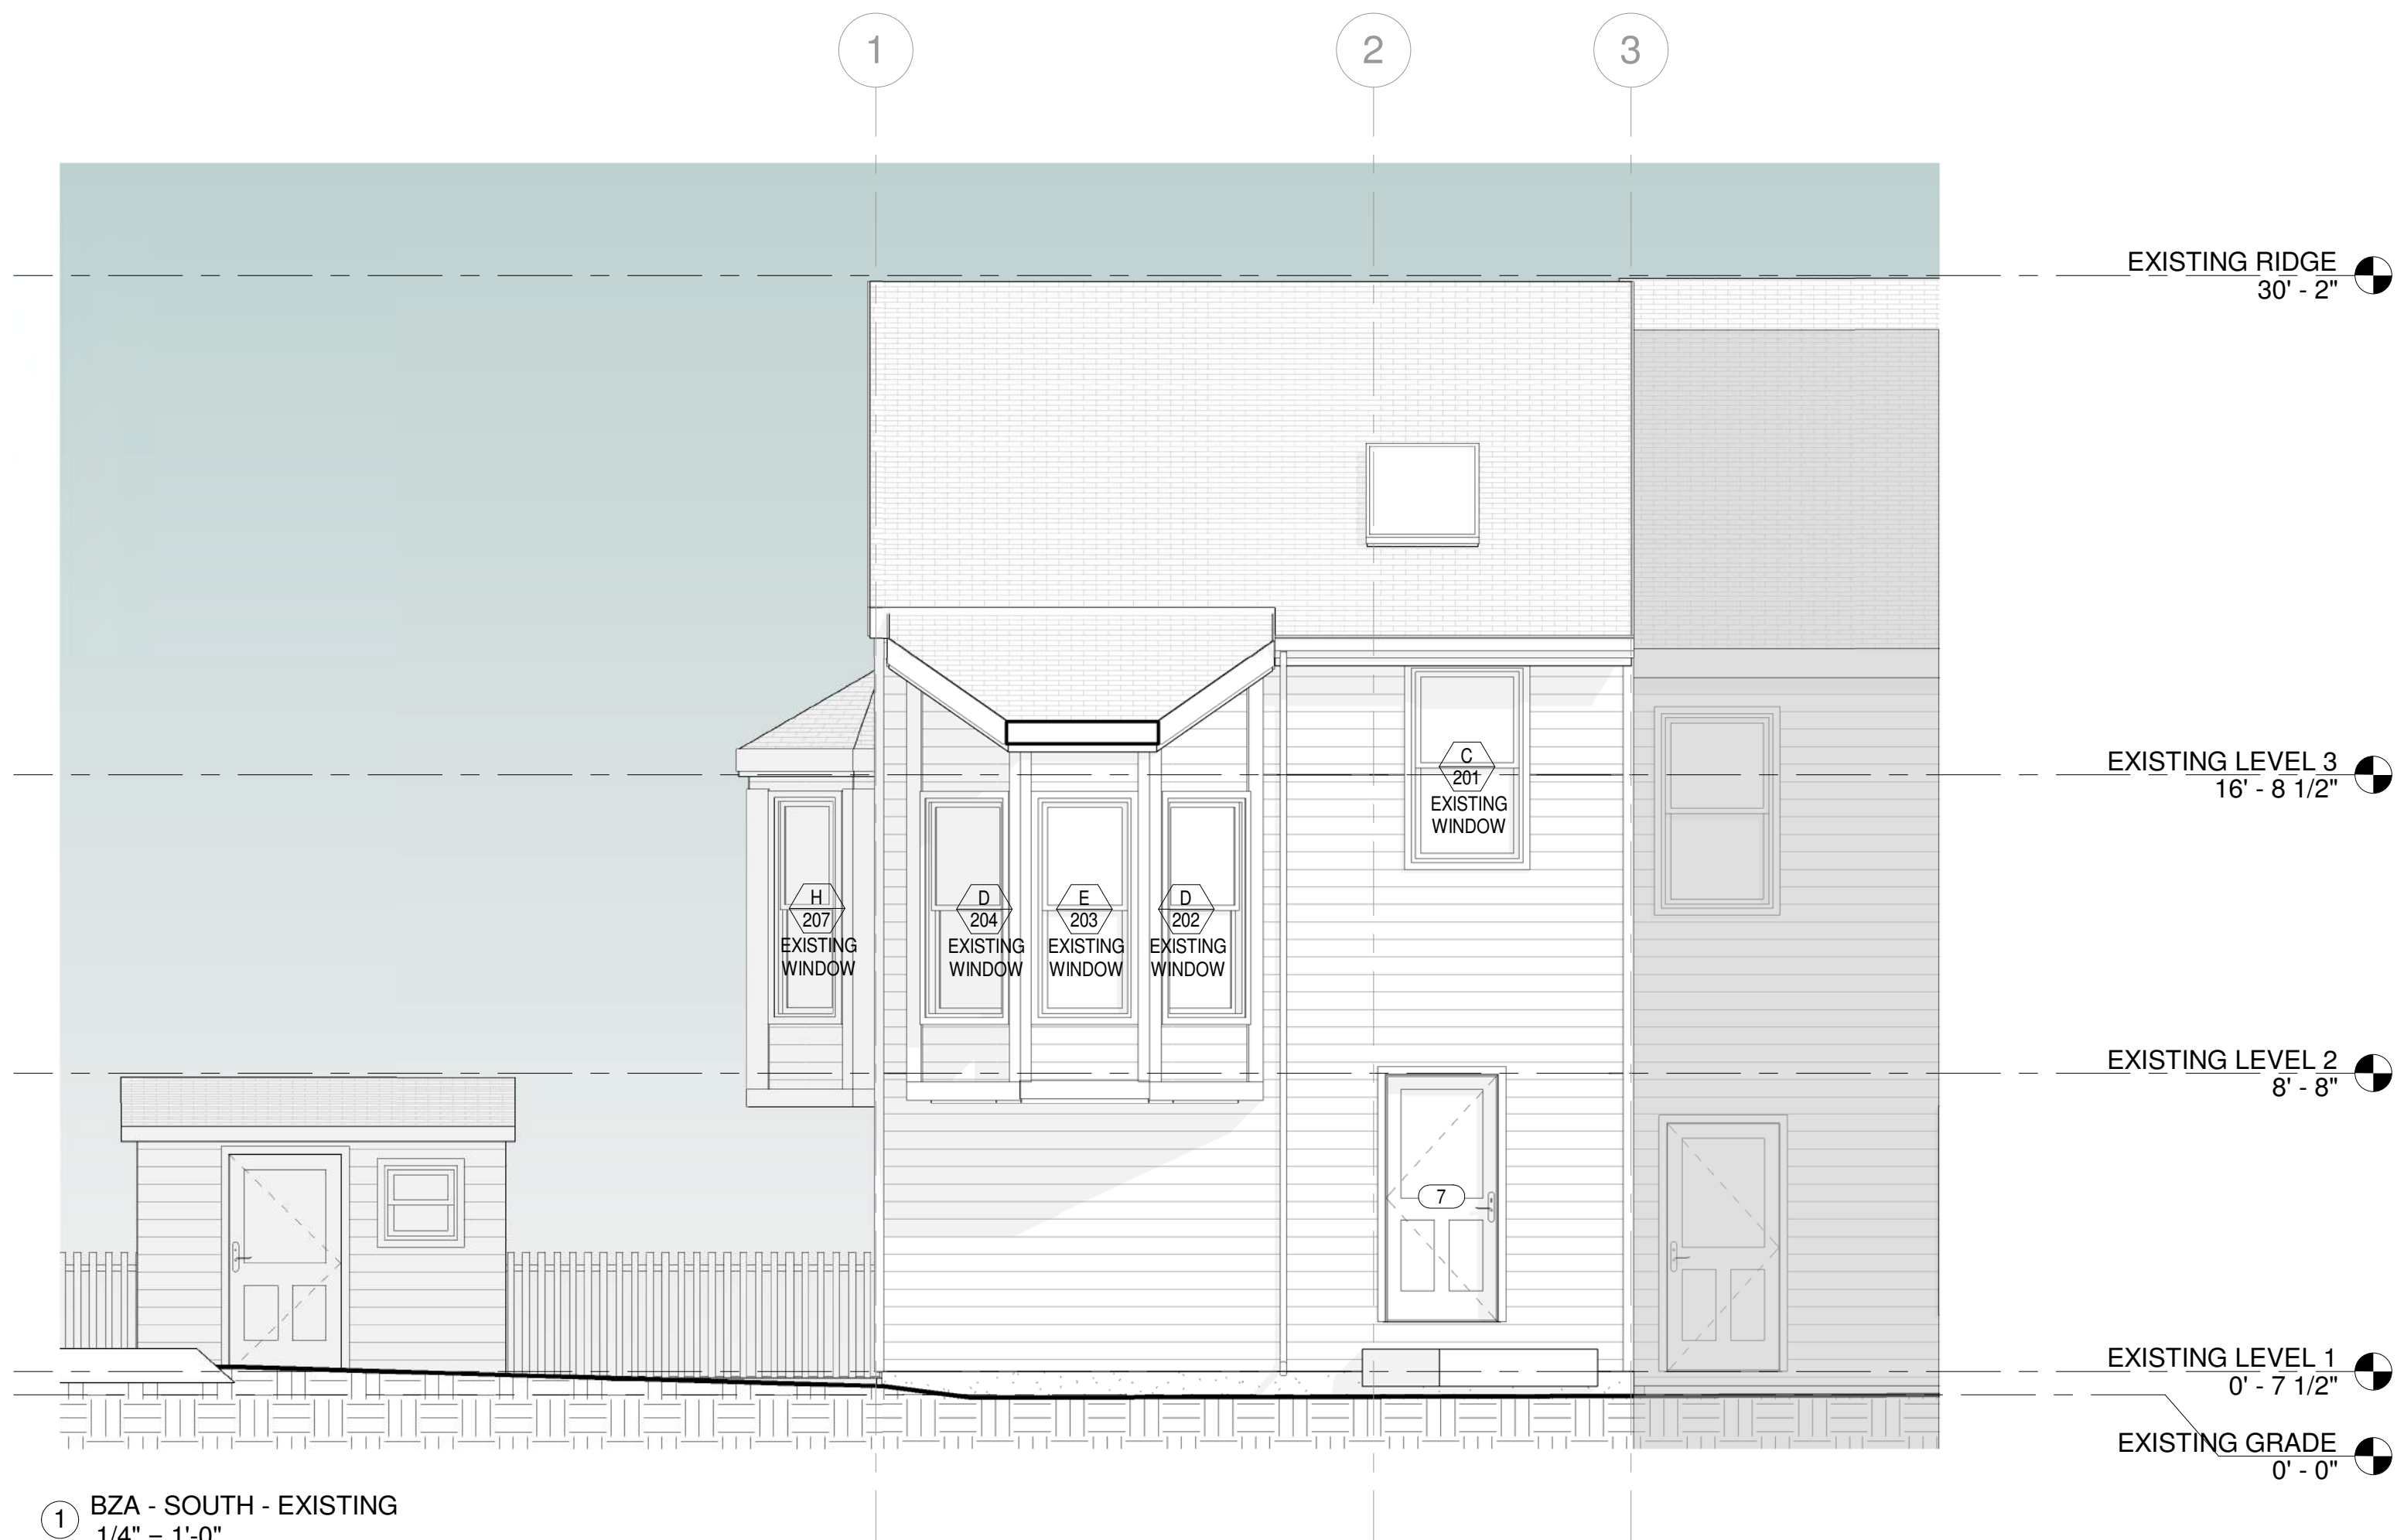 1
2
3
EXISTING RIDGE
30' - 2"
EXISTING LEVEL 3
16' - 8 1/2"
C
201
EXISTING
WINDOW
H
207
EXISTING
WINDOW
D
204
EXISTING
WINDOW
E
203
EXISTING
WINDOW
D
202
EXISTING
WINDOW
EXISTING LEVEL 2
8' - 8"
7
EXISTING LEVEL 1
0' - 7 1/2"
EXISTING GRADE
0' - 0"
1
BZA - SOUTH - EXISTING
1/4" = 1'-0"